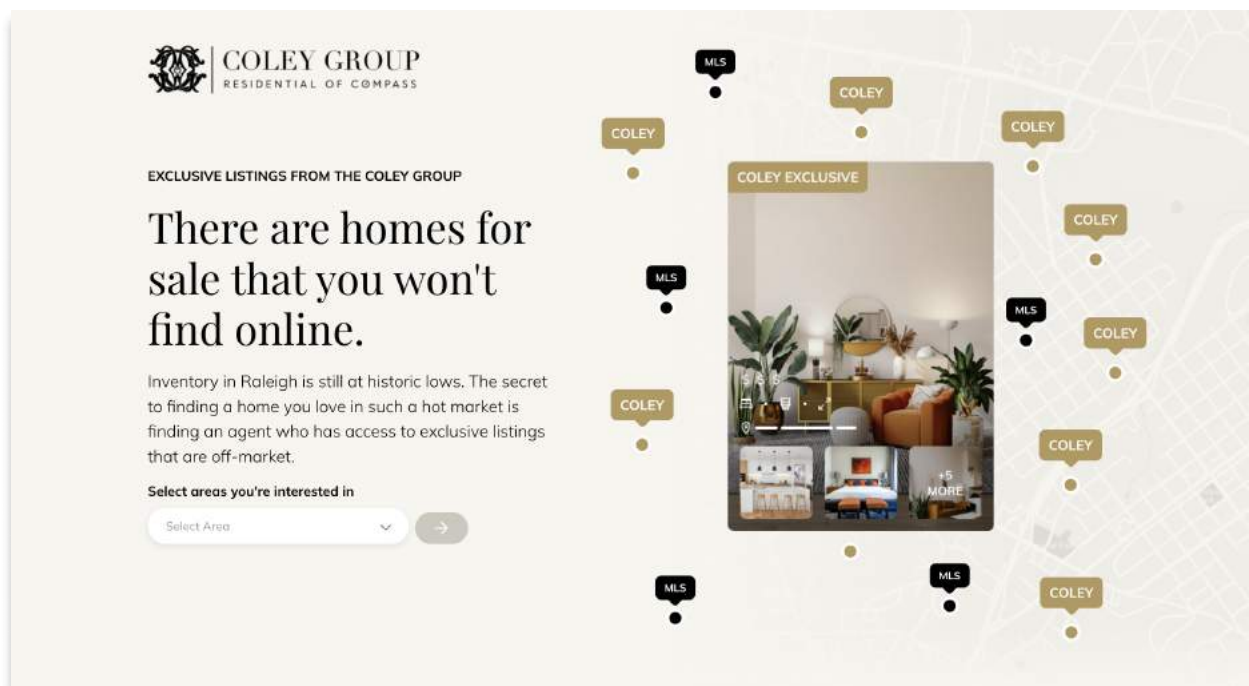 COLEY GROUP
RESIDENTIAL OF COMPASS
EXCLUSIVE LISTINGS FROM THE COLEY GROUP
There are homes for
sale that you won't
find online.
Inventory in Raleigh is still at historic lows. The secret
to finding a home you love in such a hot market is
finding an agent who has access to exclusive listings
that are off-market.
Select areas you're interested in
Select Area
MLS
COLEY
COLEY
COLEY
COLEY EXCLUSIVE
COLEY
MLS
MLS
COLEY
$ $ $
COLEY
COLEY
+5
MORE
MLS
MLS
COLEY